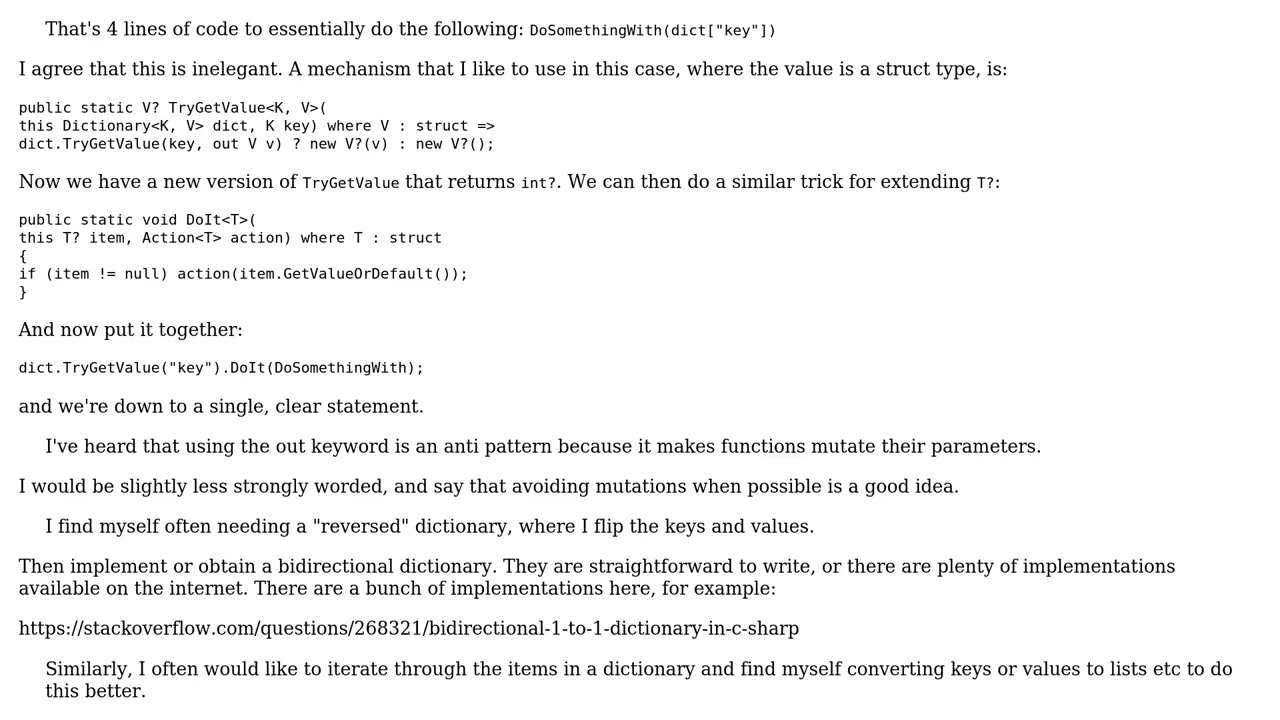 That's 4 lines of code to essentially do the following: DoSomethingWith(dict["key"])
I agree that this is inelegant. A mechanism that I like to use in this case, where the value is a struct type, is:
public static V? TryGetValue<K, V>(
this Dictionary<K, V> dict, K key) where V : struct =>
dict.TryGetValue(key, out V v) ? new V?(v) : new V?();
Now we have a new version of TryGetValue that returns int?. We can then do a similar trick for extending T?:
public static void DoIt<T>(
this T? item, Action<T> action) where T : struct
{
if (item != null) action(item.GetValueOrDefault());
}
And now put it together:
dict.TryGetValue("key").DoIt(DoSomethingWith);
and we're down to a single, clear statement.
I've heard that using the out keyword is an anti pattern because it makes functions mutate their parameters.
I would be slightly less strongly worded, and say that avoiding mutations when possible is a good idea.
I find myself often needing a "reversed" dictionary, where I flip the keys and values.
Then implement or obtain a bidirectional dictionary. They are straightforward to write, or there are plenty of implementations
available on the internet. There are a bunch of implementations here, for example:
https://stackoverflow.com/questions/268321/bidirectional-1-to-1-dictionary-in-c-sharp
Similarly, I often would like to iterate through the items in a dictionary and find myself converting keys or values to lists etc to do
this better.